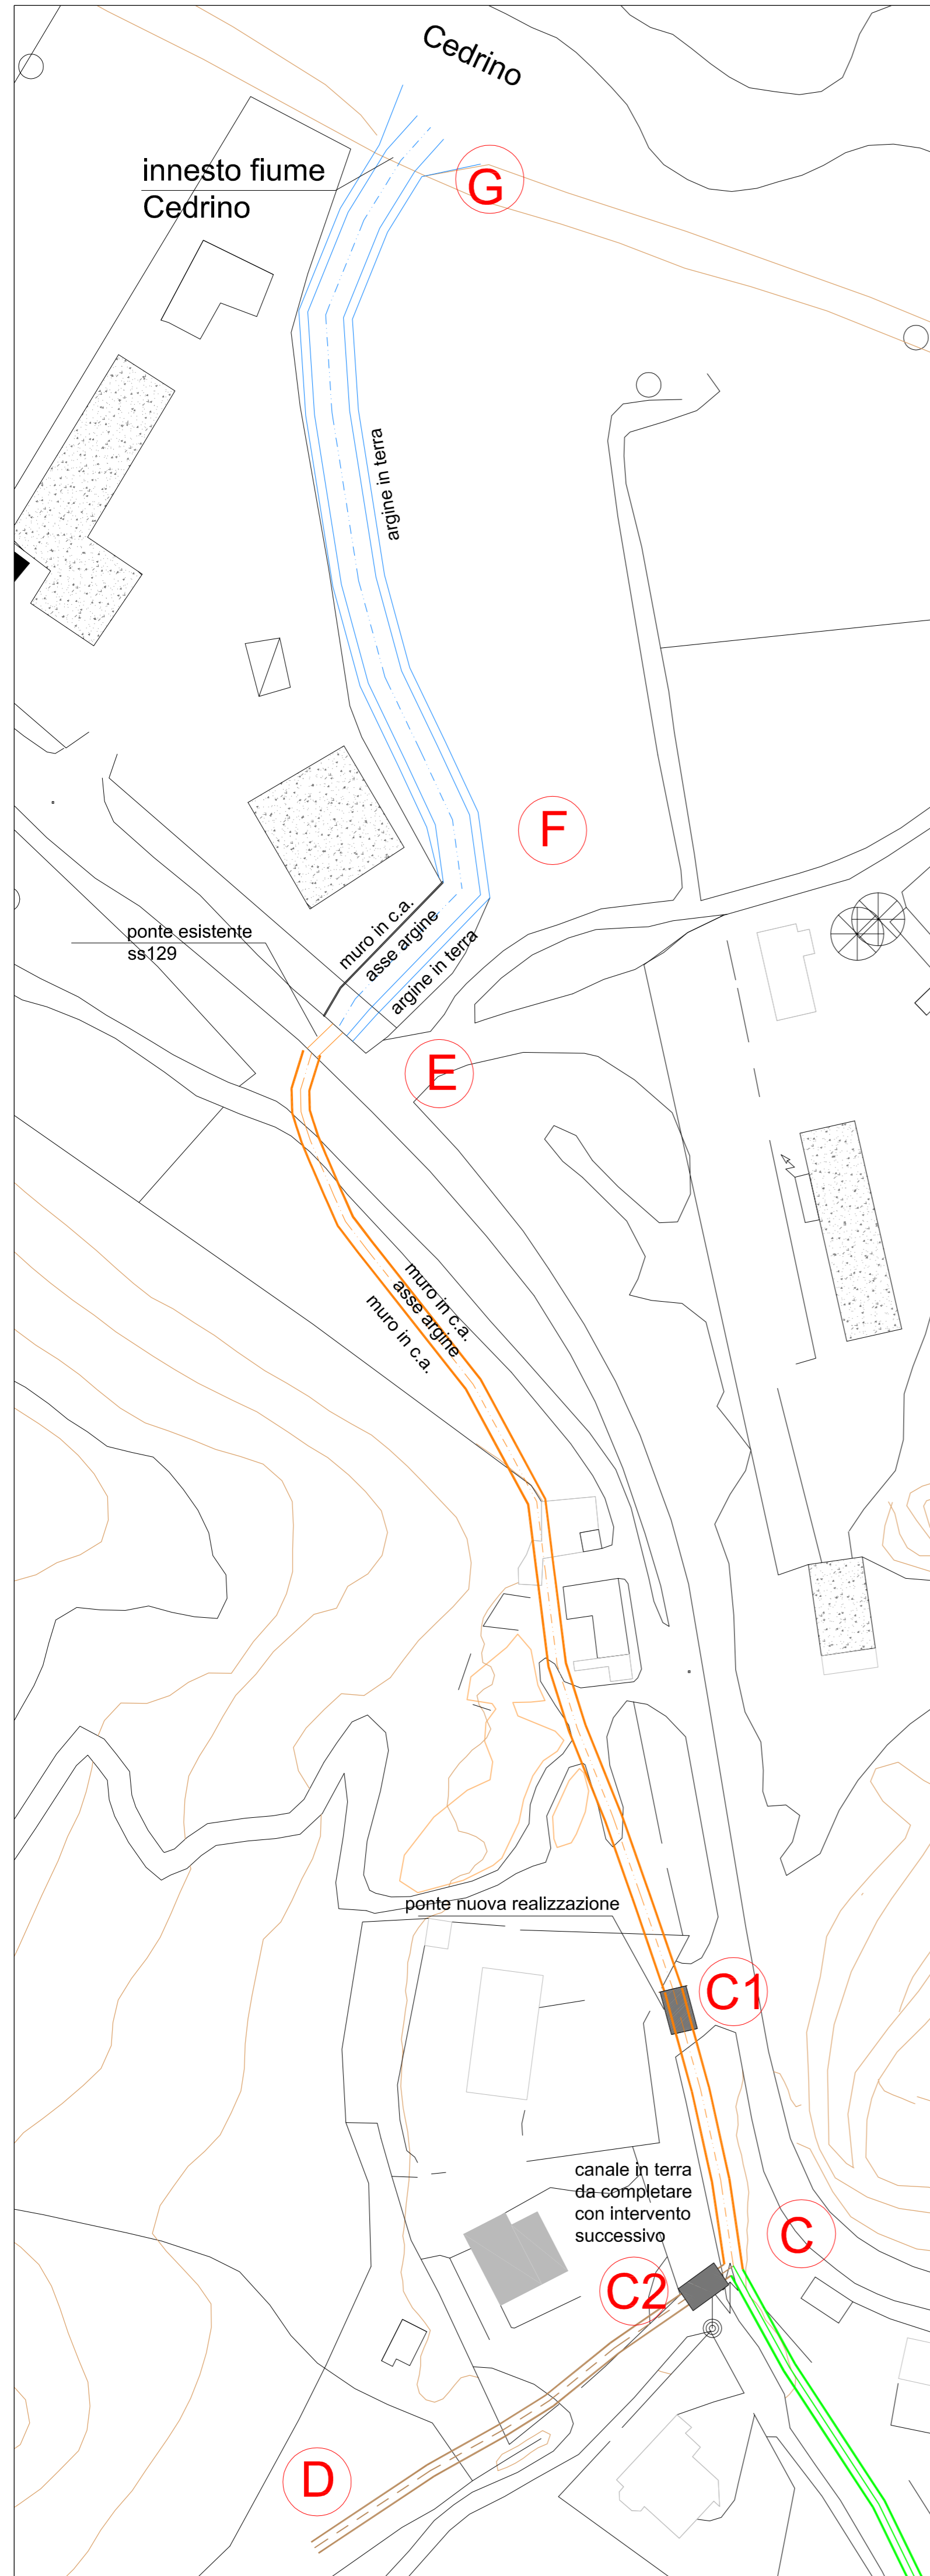 Cedrino
innesto fiume
Cedrino
G
argine in terra
F
muro in c.a.
asse argine
argine in terra
ponte esistente
ss129
E
muro in c.a.
asse argine
muro in c.a.
ponte nuova realizzazione
C1
canale in terra
da completare
con intervento
successivo
C
C2
D